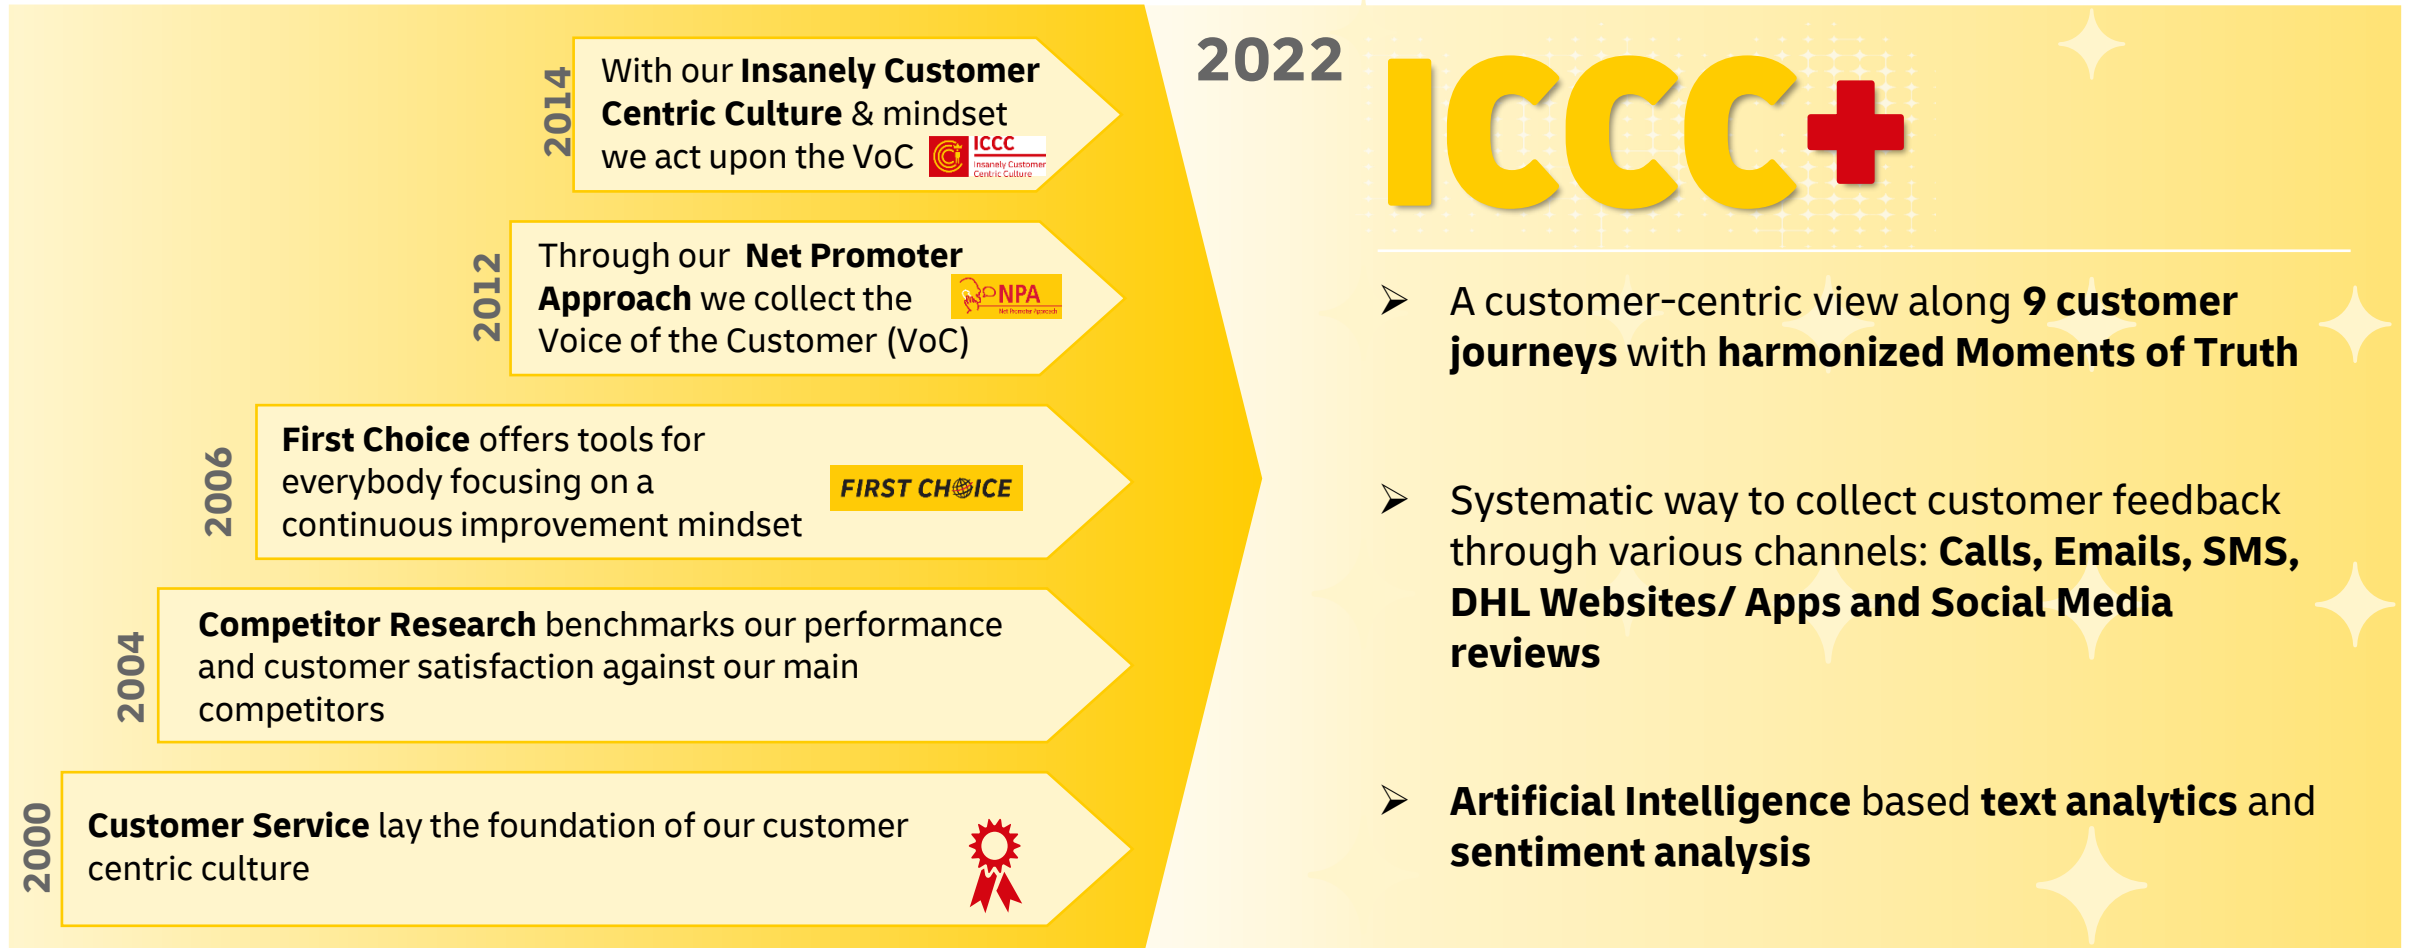 2014
With our Insanely Customer
Centric Culture & mindset
we act upon the VoC
ICCC
Insanely Customer
Centric Culture
2012
Through our Net Promoter
Approach we collect the
Voice of the Customer (VoC)
NPA
Net Promoter Approach
2006
First Choice offers tools for
everybody focusing on a
continuous improvement mindset
FIRST CHOICE
2004
Competitor Research benchmarks our performance
and customer satisfaction against our main
competitors
2000
Customer Service lay the foundation of our customer
centric culture
2022
ICCC+
➢ A customer-centric view along 9 customer
journeys with harmonized Moments of Truth
➢ Systematic way to collect customer feedback
through various channels: Calls, Emails, SMS,
DHL Websites/ Apps and Social Media
reviews
➢ Artificial Intelligence based text analytics and
sentiment analysis